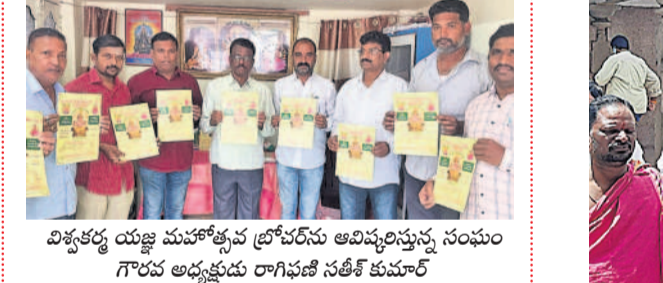 విశ్వకర్మ యజ్ఞ మహోత్సవ బ్రోచర్‌ను ఆవిష్కరిస్తున్న సంఘం
గౌరవ అధ్యక్షుడు రాగిఫణి సతీశ్ కుమార్